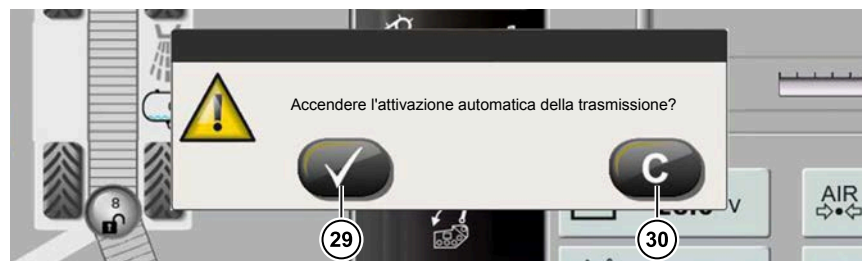 Accendere l'attivazione automatica della trasmissione?
8
C
V
AIR
29
30